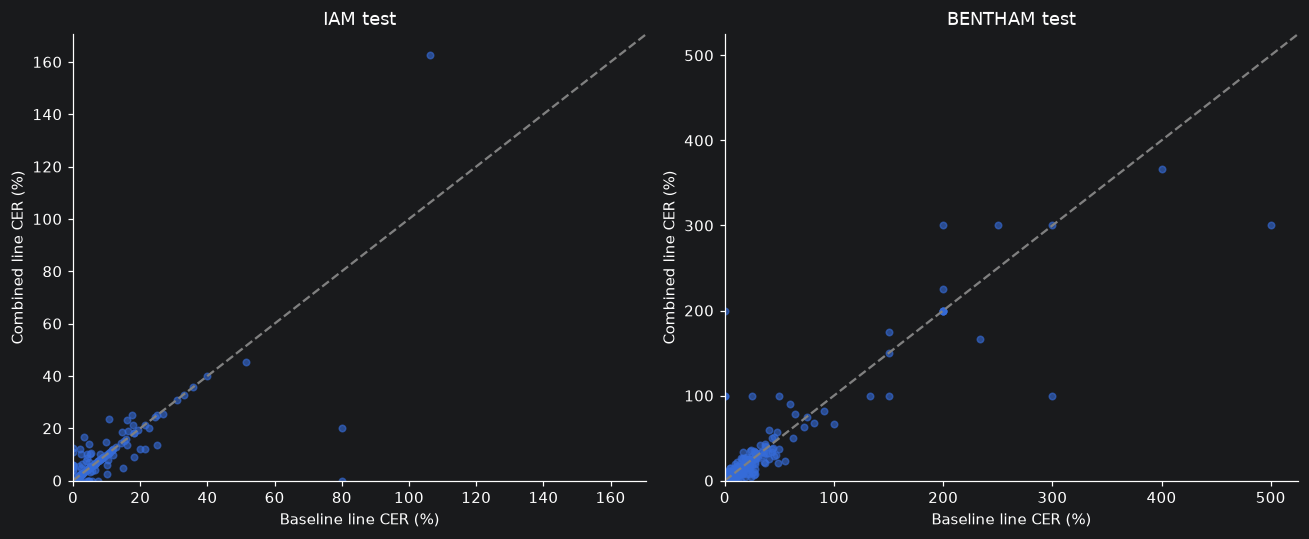 IAM test
160
140
120
100
80
60
40
20
0
Combined line CER (%)
0 20 40 60 80 100 120 140 160
Baseline line CER (%)
BENTHAM test
500
400
300
200
100
0
Combined line CER (%)
0 100 200 300 400 500
Baseline line CER (%)